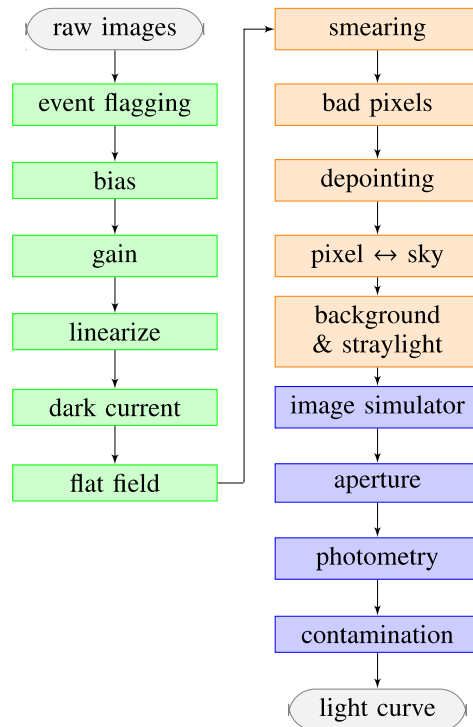 raw images
event flagging
bias
gain
linearize
dark current
flat field
smearing
bad pixels
depointing
pixel ↔ sky
background
& straylight
image simulator
aperture
photometry
contamination
light curve